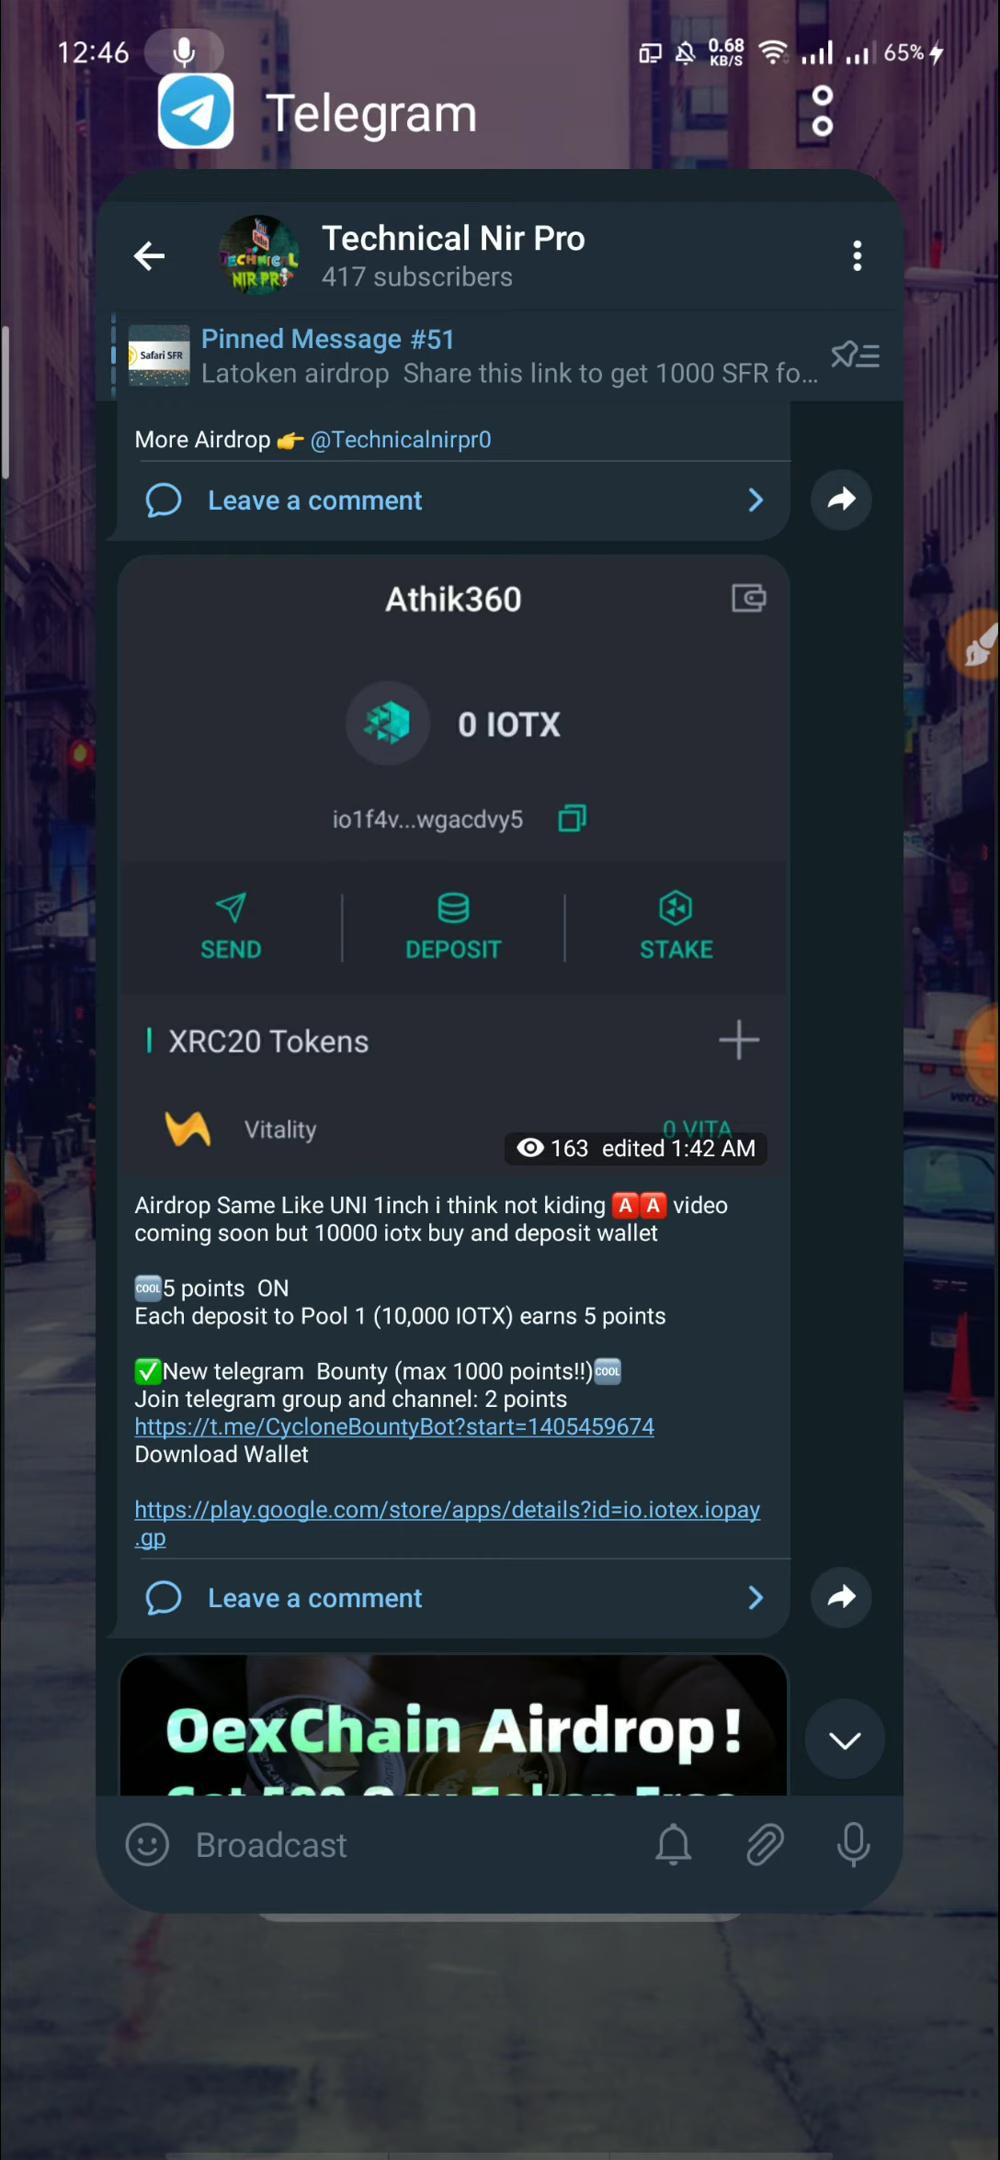 12:46
0.68
KB/S
65%
Telegram
Technical Nir Pro
417 subscribers
Safari SFR
Pinned Message #51
Latoken airdrop Share this link to get 1000 SFR fo...
More Airdrop 👉 @Technicalnirpr0
Leave a comment
Athik360
0 IOTX
io1f4v...wgacdvy5
SEND
DEPOSIT
STAKE
XRC20 Tokens
Vitality
0 VITA
163 edited 1:42 AM
Airdrop Same Like UNI 1inch i think not kiding 🅰🅰 video
coming soon but 10000 iotx buy and deposit wallet
🆒5 points ON
Each deposit to Pool 1 (10,000 IOTX) earns 5 points
✅New telegram Bounty (max 1000 points!!)🆒
Join telegram group and channel: 2 points
https://t.me/CycloneBountyBot?start=1405459674
Download Wallet
https://play.google.com/store/apps/details?id=io.iotex.iopay
.gp
Leave a comment
OexChain Airdrop!
Broadcast